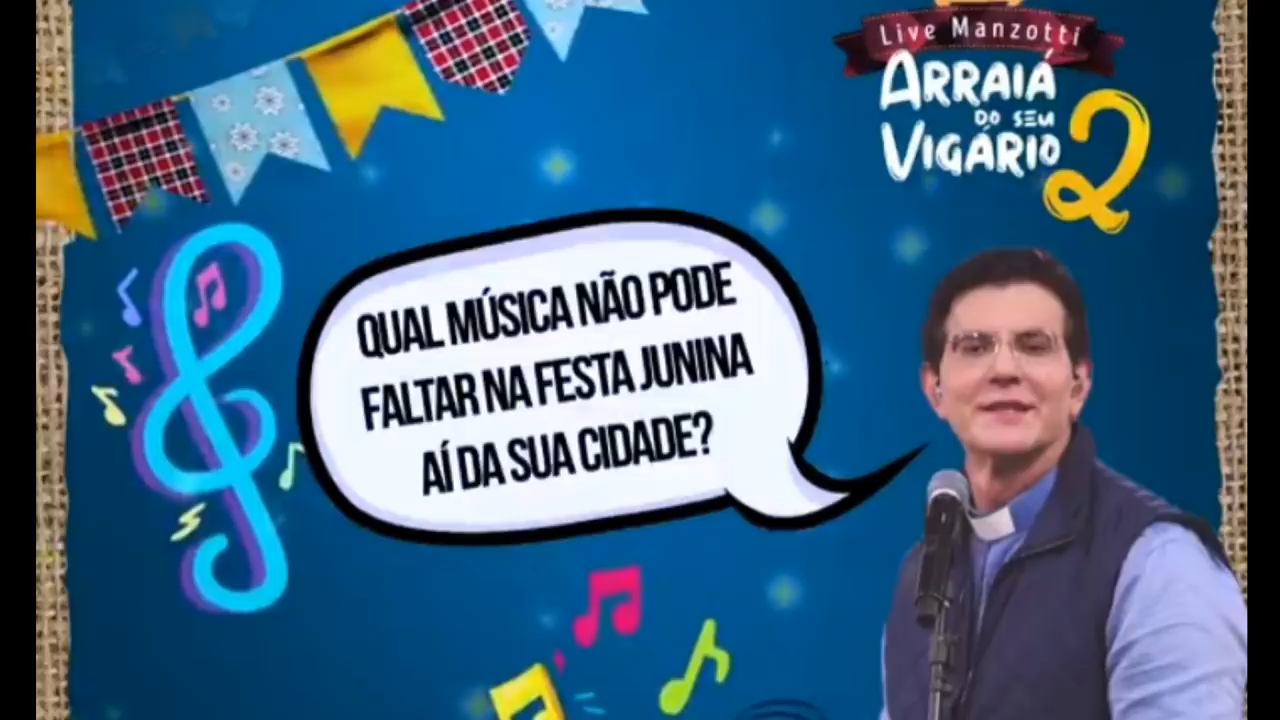 Live Manzotti
ARRAIÁ
DO SEU
VIGÁRIO 2
QUAL MÚSICA NÃO PODE
FALTAR NA FESTA JUNINA
AÍ DA SUA CIDADE?